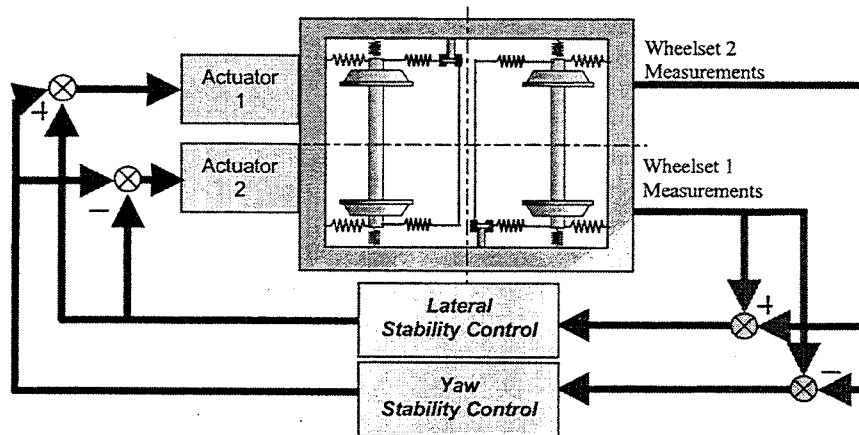 Wheelset 2
Measurements
Actuator
1
+
Actuator
2
−
Wheelset 1
Measurements
Lateral
Stability Control
+
−
Yaw
Stability Control